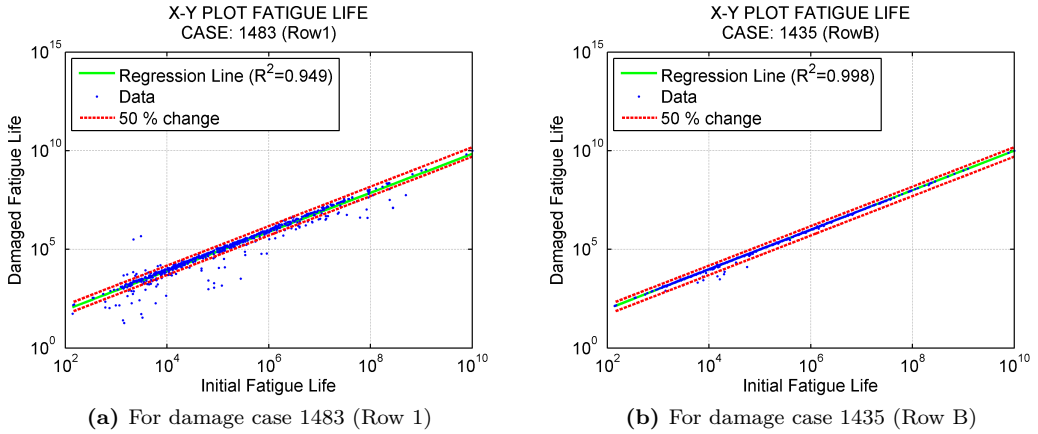 X-Y PLOT FATIGUE LIFE
CASE: 1483 (Row1)
10^15
10^10
10^5
10^0
Damaged Fatigue Life
Regression Line (R^2=0.949)
Data
50 % change
10^2
10^4
10^6
10^8
10^10
Initial Fatigue Life
(a) For damage case 1483 (Row 1)
X-Y PLOT FATIGUE LIFE
CASE: 1435 (RowB)
10^15
10^10
10^5
10^0
Damaged Fatigue Life
Regression Line (R^2=0.998)
Data
50 % change
10^2
10^4
10^6
10^8
10^10
Initial Fatigue Life
(b) For damage case 1435 (Row B)